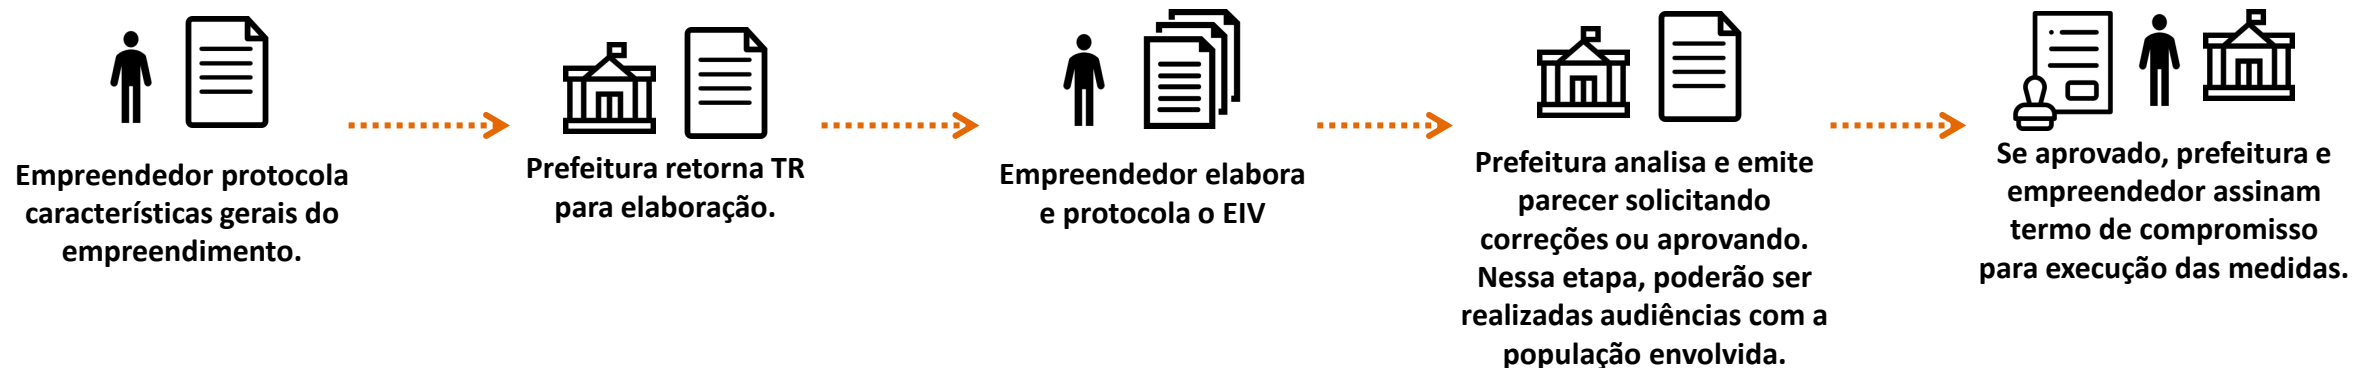 Empreendedor protocola
características gerais do
empreendimento.
Prefeitura retorna TR
para elaboração.
Empreendedor elabora
e protocola o EIV
Prefeitura analisa e emite
parecer solicitando
correções ou aprovando.
Nessa etapa, poderão ser
realizadas audiências com a
população envolvida.
Se aprovado, prefeitura e
empreendedor assinam
termo de compromisso
para execução das medidas.